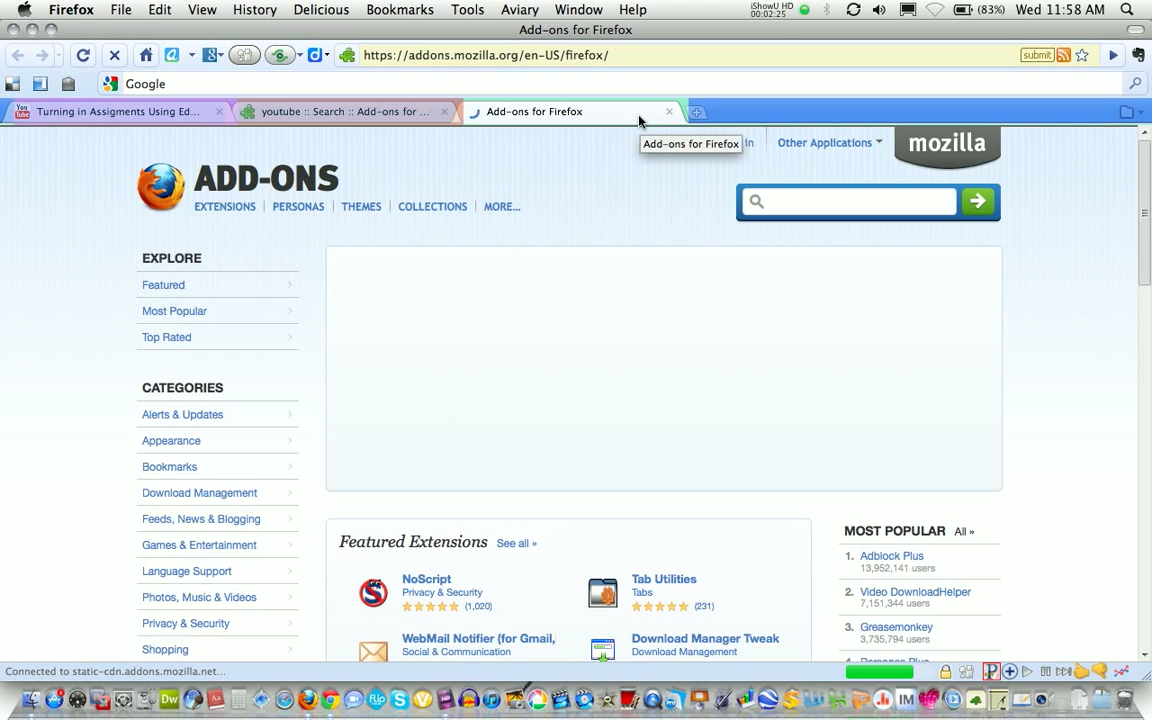 Firefox File Edit View History Delicious Bookmarks Tools Aviary Window Help iShowU HD 00:02:25 (83%) Wed 11:58 AM
Add-ons for Firefox
https://addons.mozilla.org/en-US/firefox/ submit
Google
Turning in Assigments Using Ed... youtube :: Search :: Add-ons for ... Add-ons for Firefox
Add-ons for Firefox
in Other Applications mozilla
ADD-ONS
EXTENSIONS PERSONAS THEMES COLLECTIONS MORE...
EXPLORE
Featured
Most Popular
Top Rated
CATEGORIES
Alerts & Updates
Appearance
Bookmarks
Download Management
Feeds, News & Blogging
Games & Entertainment
Language Support
Photos, Music & Videos
Privacy & Security
Shopping
Featured Extensions See all »
NoScript
Privacy & Security
(1,020)
Tab Utilities
Tabs
(231)
WebMail Notifier (for Gmail,
Social & Communication
Download Manager Tweak
Download Management
MOST POPULAR All »
1. Adblock Plus
13,952,141 users
2. Video DownloadHelper
7,151,344 users
3. Greasemonkey
3,735,794 users
Connected to static-cdn.addons.mozilla.net...